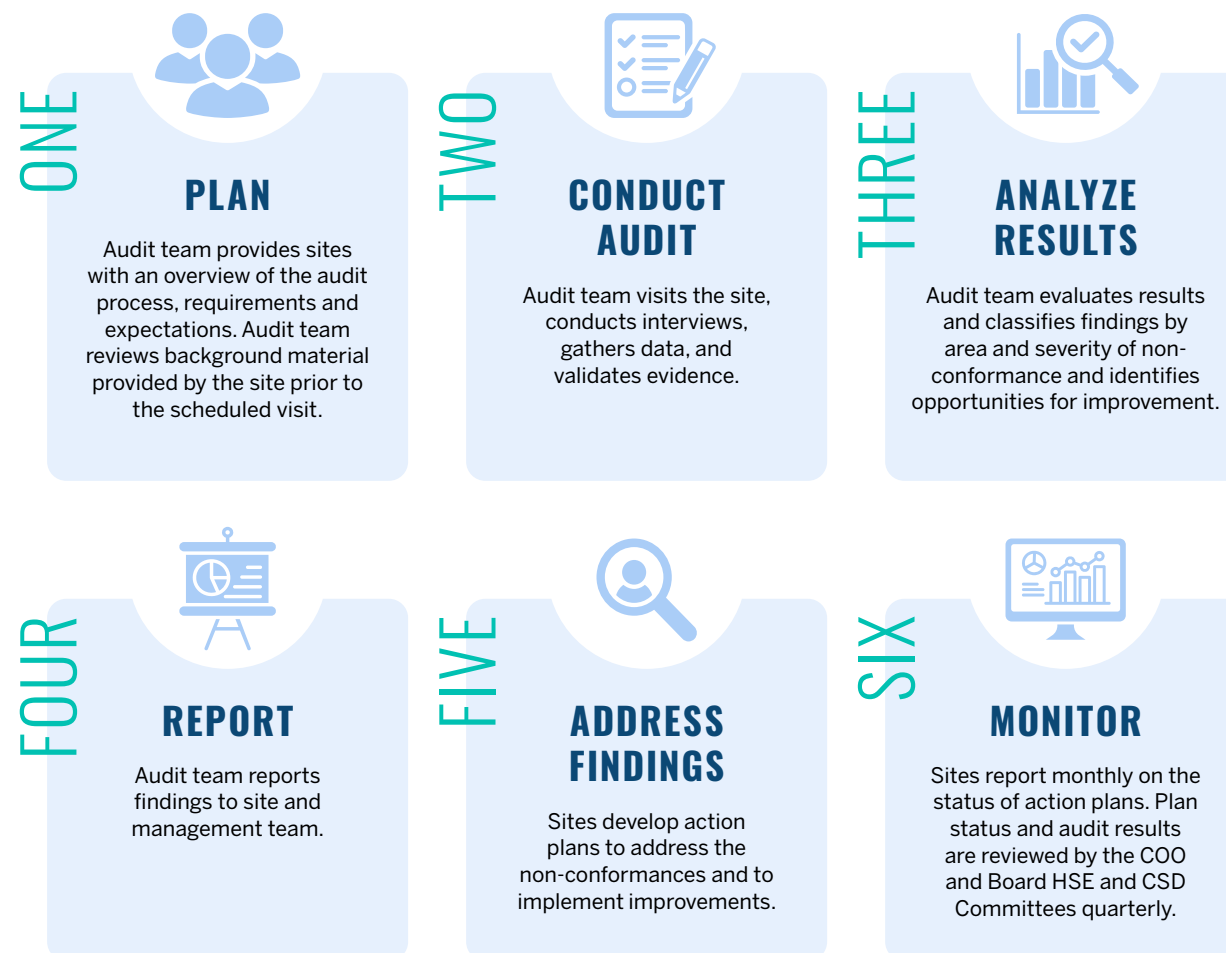 ONE
PLAN
Audit team provides sites
with an overview of the audit
process, requirements and
expectations. Audit team
reviews background material
provided by the site prior to
the scheduled visit.
TWO
CONDUCT
AUDIT
Audit team visits the site,
conducts interviews,
gathers data, and
validates evidence.
THREE
ANALYZE
RESULTS
Audit team evaluates results
and classifies findings by
area and severity of non-
conformance and identifies
opportunities for improvement.
FOUR
REPORT
Audit team reports
findings to site and
management team.
FIVE
ADDRESS
FINDINGS
Sites develop action
plans to address the
non-conformances and to
implement improvements.
SIX
MONITOR
Sites report monthly on the
status of action plans. Plan
status and audit results
are reviewed by the COO
and Board HSE and CSD
Committees quarterly.